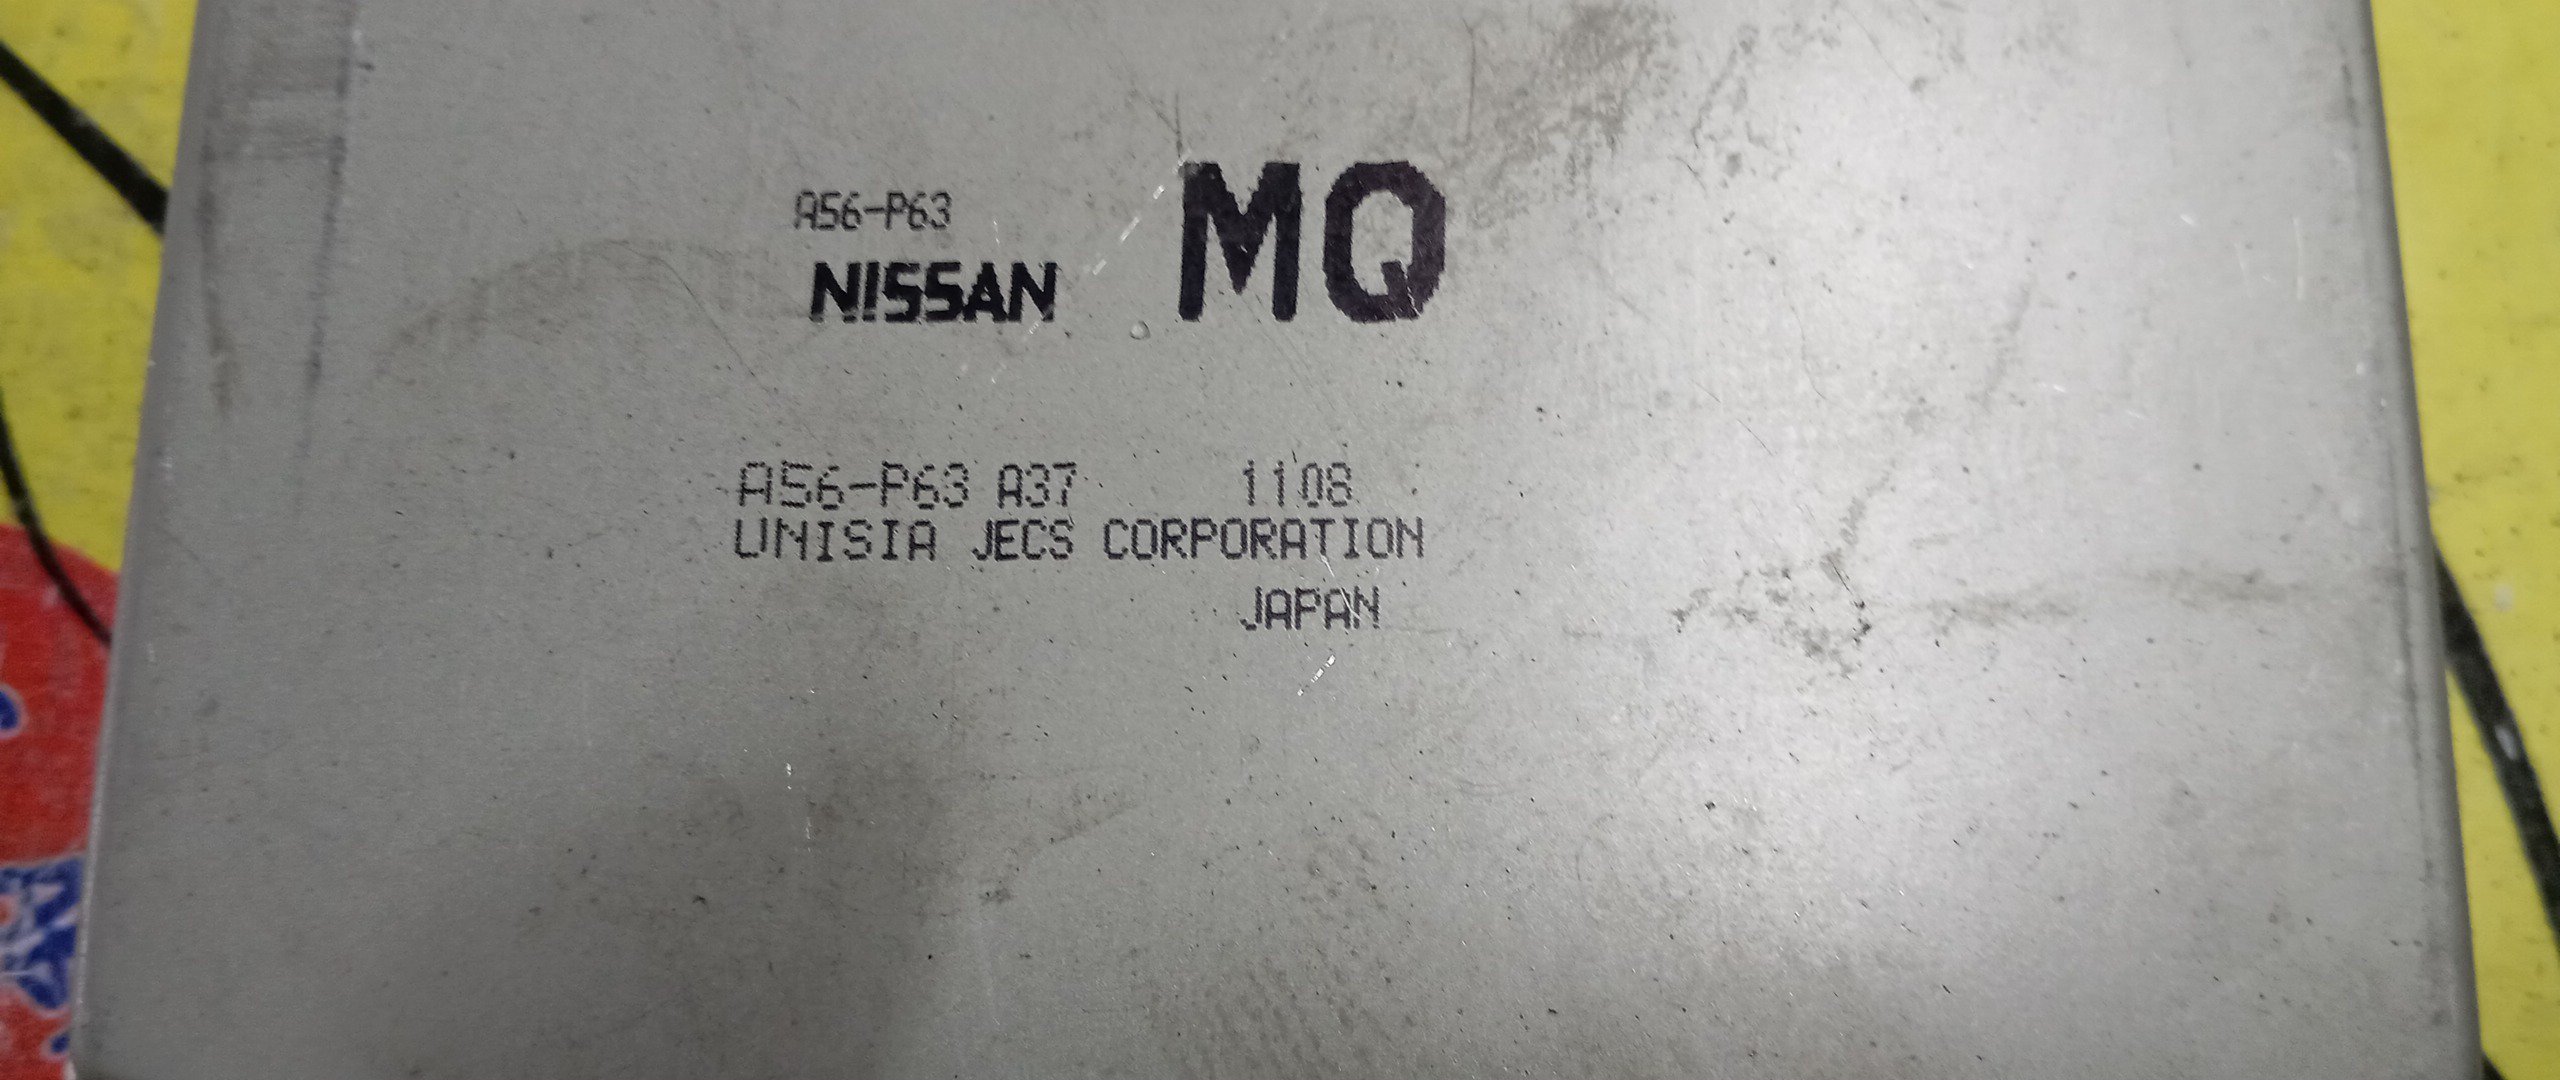 A56-P63
NISSAN MQ
A56-P63 A37 1108
UNISIA JECS CORPORATION
JAPAN